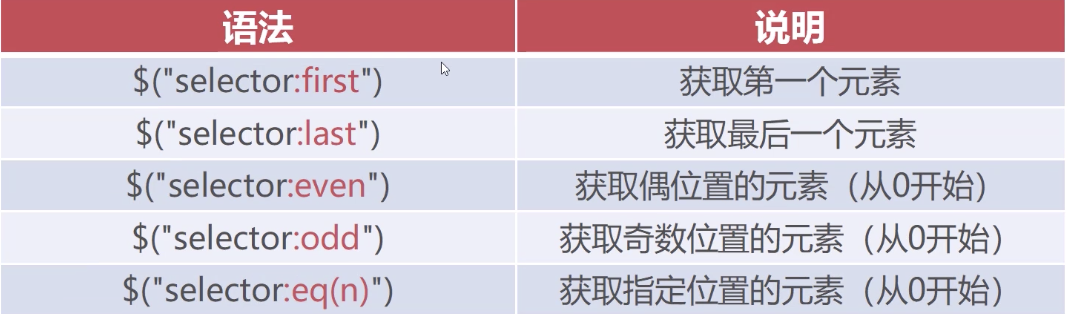 语法 说明
$("selector:first") 获取第一个元素
$("selector:last") 获取最后一个元素
$("selector:even") 获取偶位置的元素（从0开始）
$("selector:odd") 获取奇数位置的元素（从0开始）
$("selector:eq(n)") 获取指定位置的元素（从0开始）